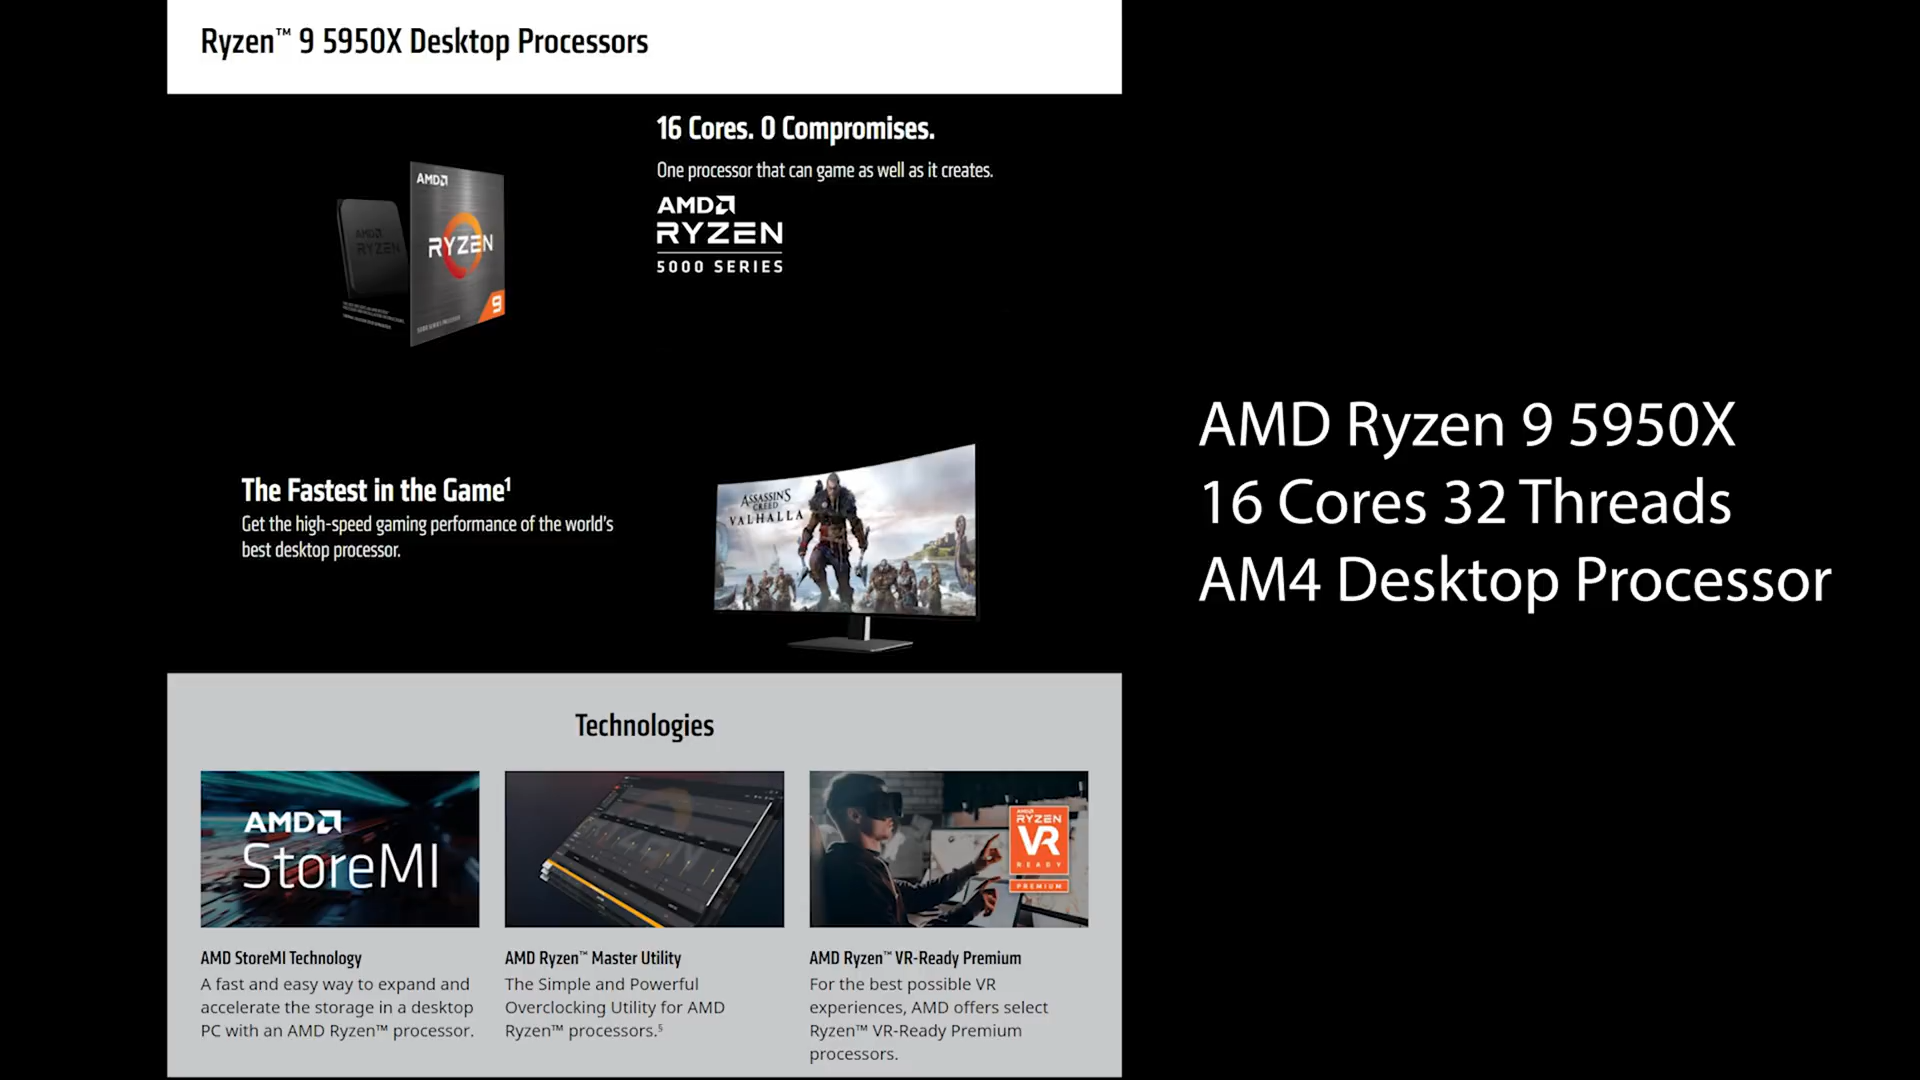 Ryzen™ 9 5950X Desktop Processors
16 Cores. 0 Compromises.
One processor that can game as well as it creates.
AMD
RYZEN
5000 SERIES
AMD
RYZEN
9
AMD
RYZEN
The Fastest in the Game¹
Get the high-speed gaming performance of the world's
best desktop processor.
ASSASSIN'S
CREED
VALHALLA
AMD Ryzen 9 5950X
16 Cores 32 Threads
AM4 Desktop Processor
Technologies
AMD
StoreMI
AMD
RYZEN
VR
READY
PREMIUM
AMD StoreMI Technology
A fast and easy way to expand and
accelerate the storage in a desktop
PC with an AMD Ryzen™ processor.
AMD Ryzen™ Master Utility
The Simple and Powerful
Overclocking Utility for AMD
Ryzen™ processors.§
AMD Ryzen™ VR-Ready Premium
For the best possible VR
experiences, AMD offers select
Ryzen™ VR-Ready Premium
processors.